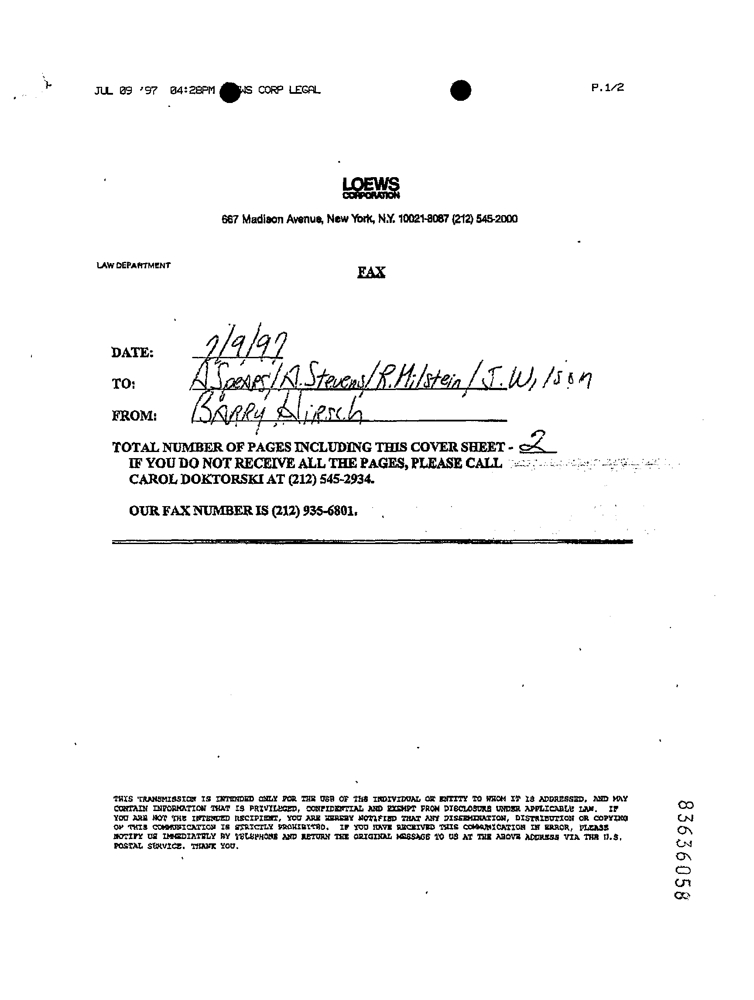 JUL 09 '97 04:28PM WS CORP LEGAL P.1/2
LOEWS
CORPORATION
667 Madison Avenue, New York, N.Y. 10021-8087 (212) 545-2000
LAW DEPARTMENT
FAX
DATE: 7/9/97
TO: A Spears/A.Stevens/R.Milstein/J.Wilson
FROM: BARRY HIRSCH
TOTAL NUMBER OF PAGES INCLUDING THIS COVER SHEET - 2
IF YOU DO NOT RECEIVE ALL THE PAGES, PLEASE CALL
CAROL DOKTORSKI AT (212) 545-2934.
OUR FAX NUMBER IS (212) 935-6801.
THIS TRANSMISSION IS INTENDED ONLY FOR THE USE OF THE INDIVIDUAL OR ENTITY TO WHOM IT IS ADDRESSED, AND MAY
CONTAIN INFORMATION THAT IS PRIVILEGED, CONFIDENTIAL AND EXEMPT FROM DISCLOSURE UNDER APPLICABLE LAW. IF
YOU ARE NOT THE INTENDED RECIPIENT, YOU ARE HEREBY NOTIFIED THAT ANY DISSEMINATION, DISTRIBUTION OR COPYING
OF THIS COMMUNICATION IS STRICTLY PROHIBITED. IF YOU HAVE RECEIVED THIS COMMUNICATION IN ERROR, PLEASE
NOTIFY US IMMEDIATELY BY TELEPHONE AND RETURN THE ORIGINAL MESSAGE TO US AT THE ABOVE ADDRESS VIA THE U.S.
POSTAL SERVICE. THANK YOU.
83636058